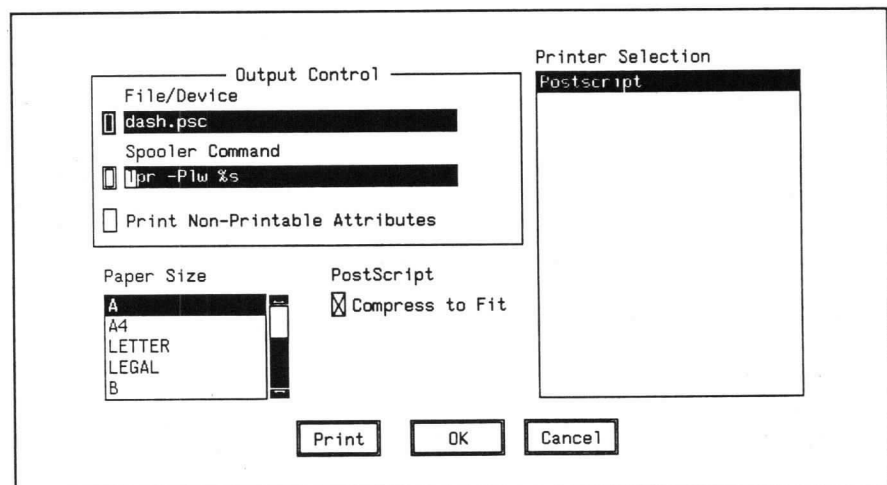 Output Control
File/Device
dash.psc
Spooler Command
lpr -Plw %s
Print Non-Printable Attributes
Printer Selection
Postscript
Paper Size
A
A4
LETTER
LEGAL
B
PostScript
Compress to Fit
Print
OK
Cancel